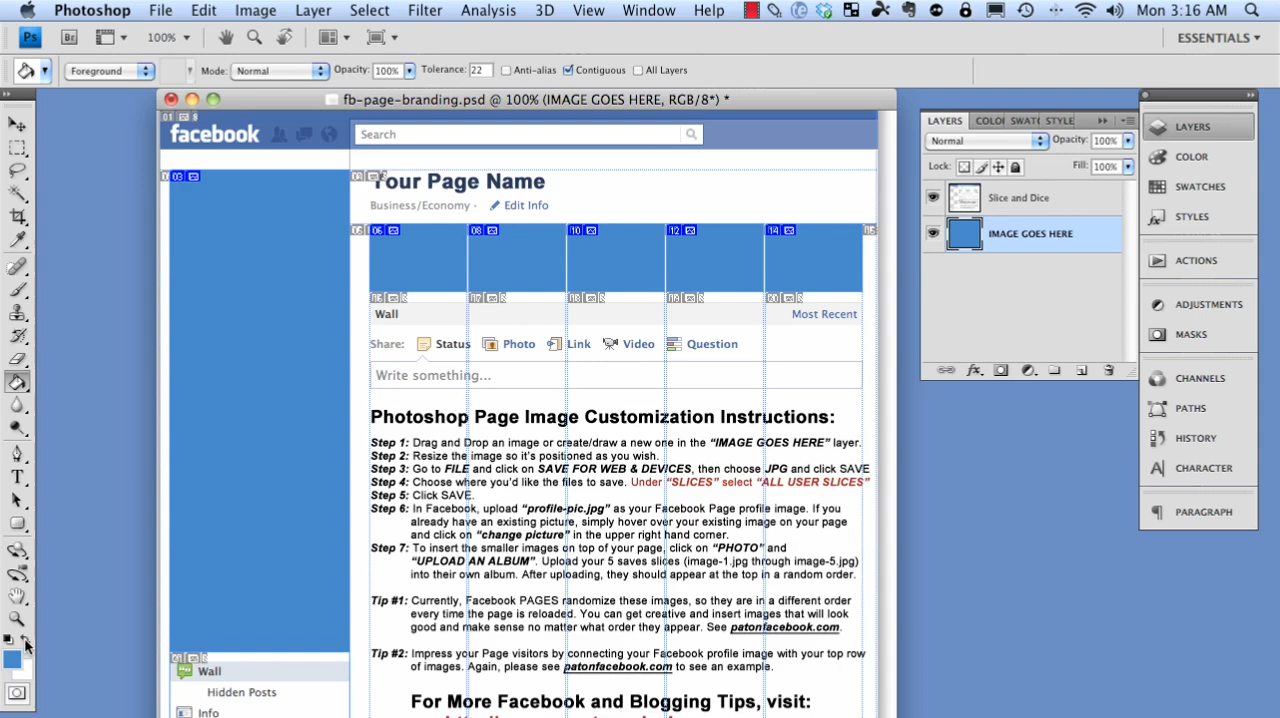 Photoshop File Edit Image Layer Select Filter Analysis 3D View Window Help Mon 3:16 AM
Ps Br 100% ESSENTIALS
Foreground Mode: Normal Opacity: 100% Tolerance: 22 Anti-alias Contiguous All Layers
fb-page-branding.psd @ 100% (IMAGE GOES HERE, RGB/8*) *
01
facebook
Search
03
Your Page Name
Business/Economy · Edit Info
06 08 10 12 14
Wall Most Recent
Share: Status Photo Link Video Question
Write something...
Photoshop Page Image Customization Instructions:
Step 1: Drag and Drop an image or create/draw a new one in the “IMAGE GOES HERE” layer.
Step 2: Resize the image so it's positioned as you wish.
Step 3: Go to FILE and click on SAVE FOR WEB & DEVICES, then choose JPG and click SAVE
Step 4: Choose where you'd like the files to save. Under “SLICES” select “ALL USER SLICES”
Step 5: Click SAVE.
Step 6: In Facebook, upload “profile-pic.jpg” as your Facebook Page profile image. If you
already have an existing picture, simply hover over your existing image on your page
and click on “change picture” in the upper right hand corner.
Step 7: To insert the smaller images on top of your page, click on “PHOTO” and
“UPLOAD AN ALBUM”. Upload your 5 saves slices (image-1.jpg through image-5.jpg)
into their own album. After uploading, they should appear at the top in a random order.
Tip #1: Currently, Facebook PAGES randomize these images, so they are in a different order
every time the page is reloaded. You can get creative and insert images that will look
good and make sense no matter what order they appear. See patonfacebook.com.
Tip #2: Impress your Page visitors by connecting your Facebook profile image with your top row
of images. Again, please see patonfacebook.com to see an example.
For More Facebook and Blogging Tips, visit:
Wall
Hidden Posts
Info
LAYERS COLO SWAT STYLE
Normal Opacity: 100%
Lock: Fill: 100%
Slice and Dice
IMAGE GOES HERE
LAYERS
COLOR
SWATCHES
STYLES
ACTIONS
ADJUSTMENTS
MASKS
CHANNELS
PATHS
HISTORY
CHARACTER
PARAGRAPH